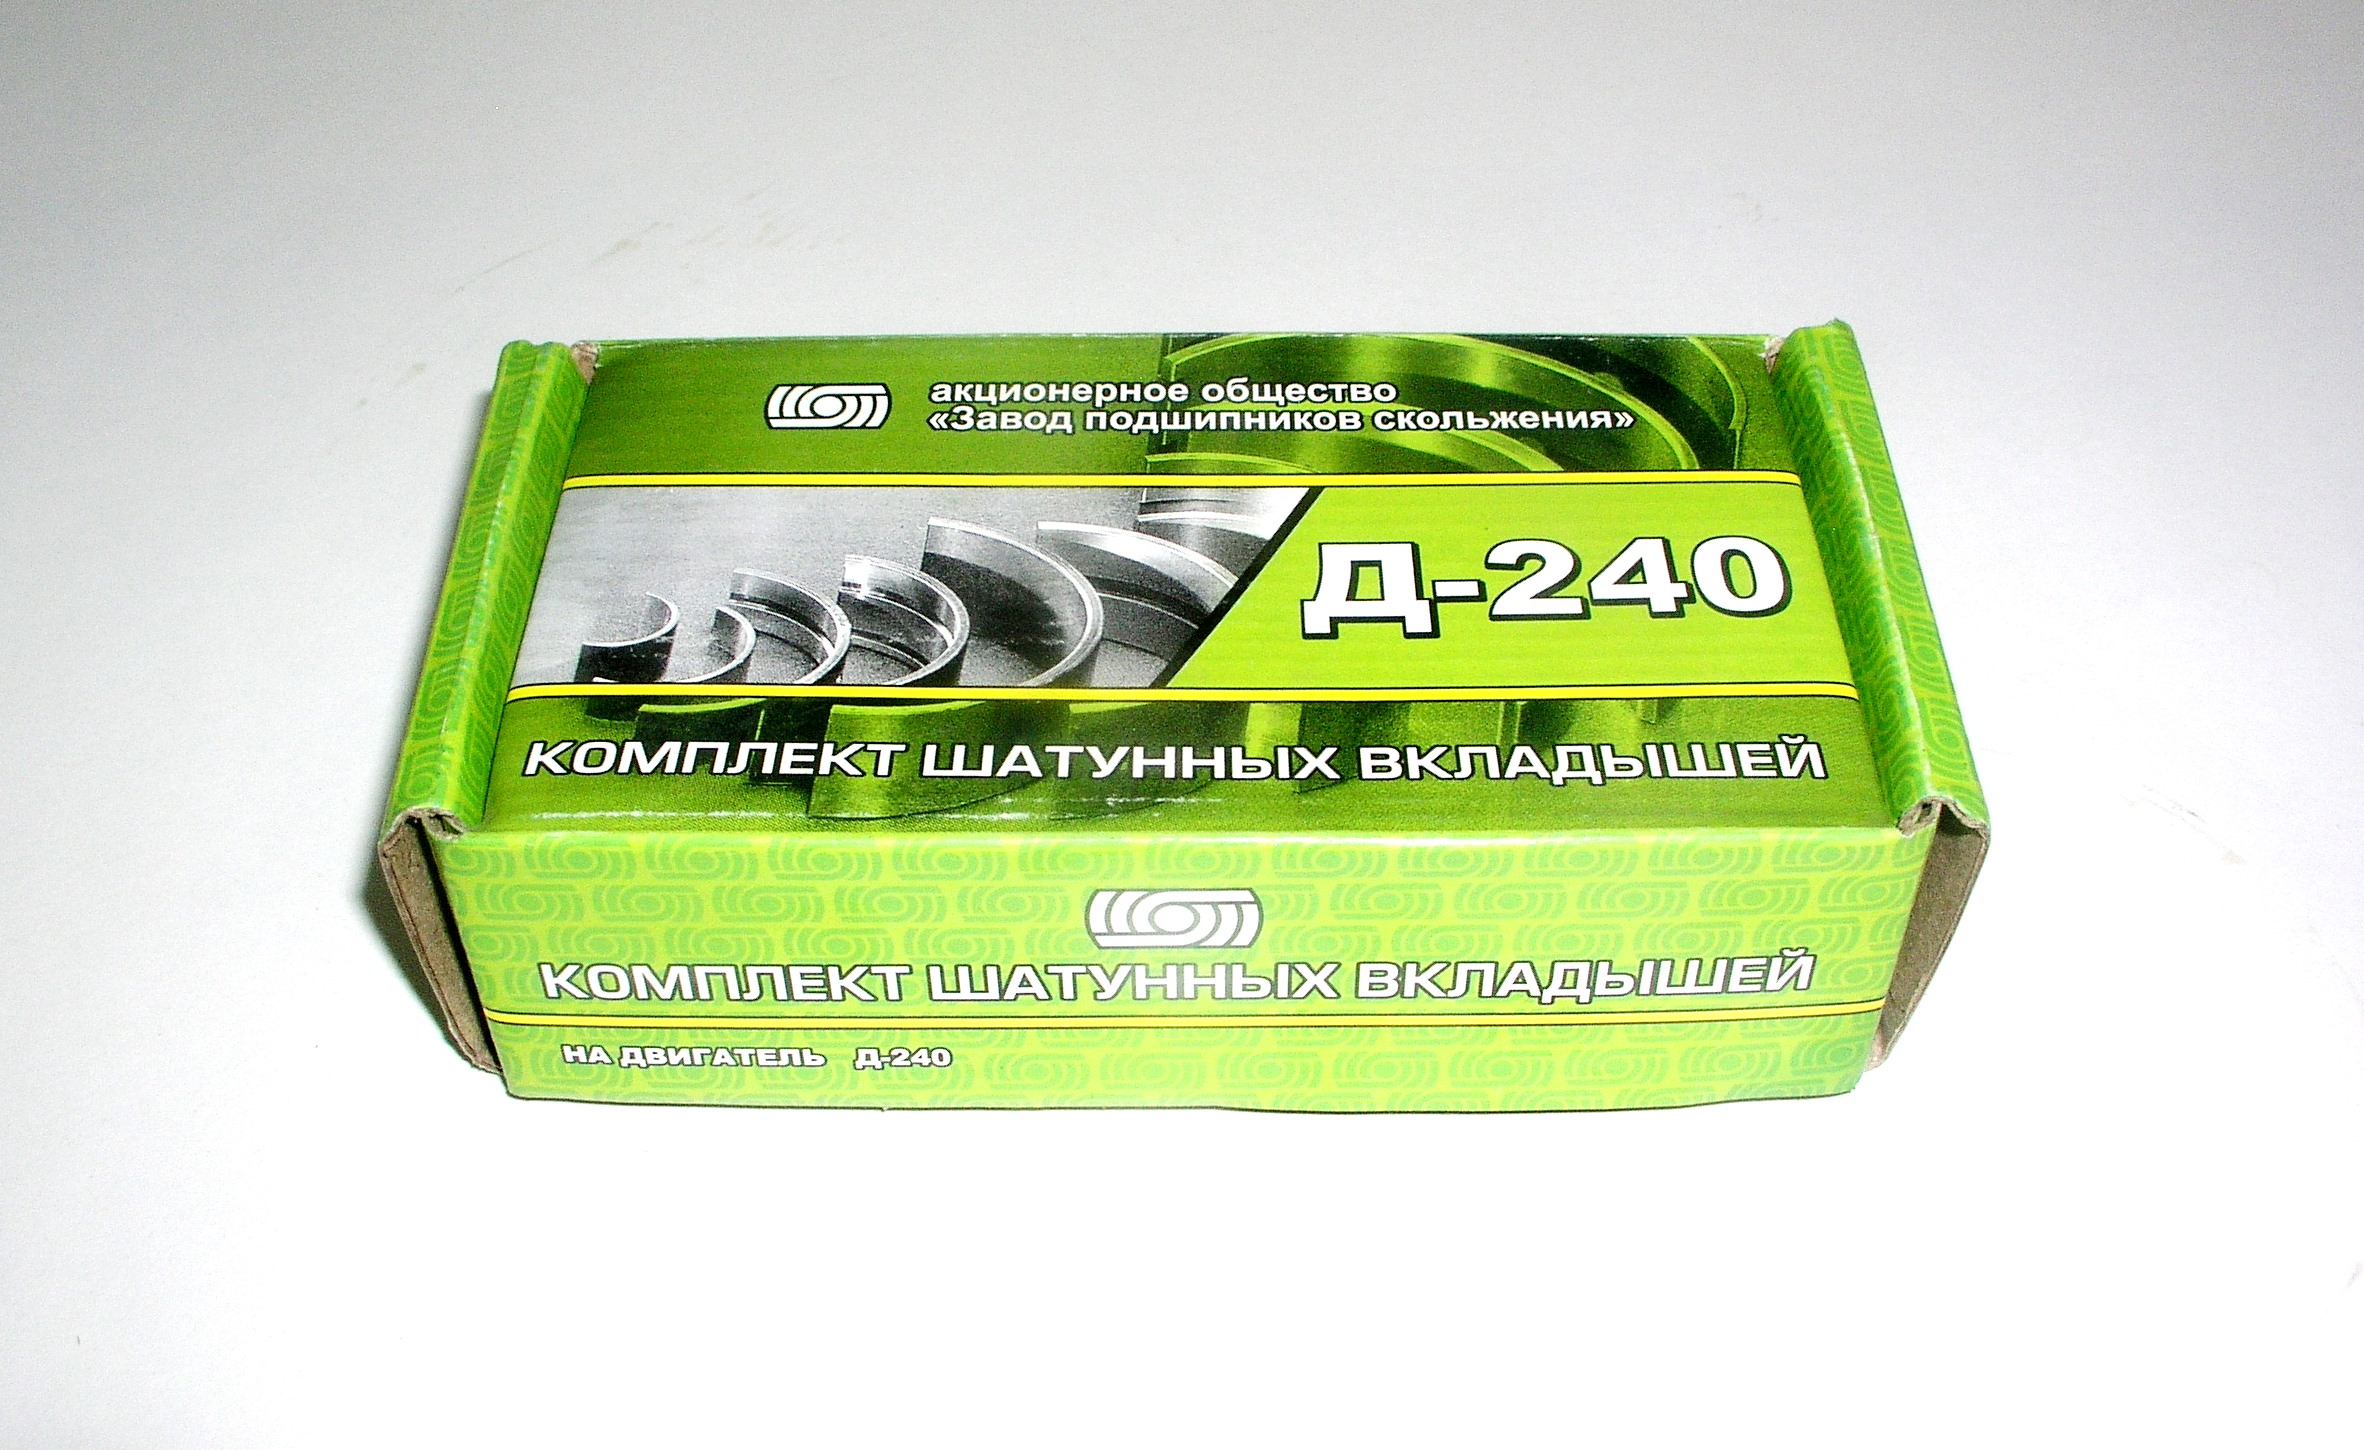 акционерное общество
«Завод подшипников скольжения»
Д-240
КОМПЛЕКТ ШАТУННЫХ ВКЛАДЫШЕЙ
КОМПЛЕКТ ШАТУННЫХ ВКЛАДЫШЕЙ
НА ДВИГАТЕЛЬ Д-240